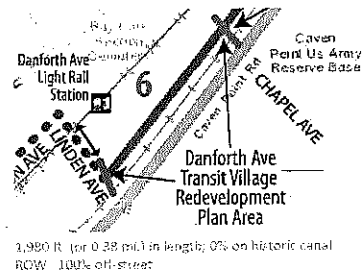 Danforth Ave
Light Rail
Station
6
Caven
Point Us Army
Reserve Base
Caven Point Rd
CHAPEL AVE
LINDEN AVE
N AVE
Danforth Ave
Transit Village
Redevelopment
Plan Area
1,980 ft. (or 0.38 mi.) in length; 0% on historic canal
ROW 100% off-street